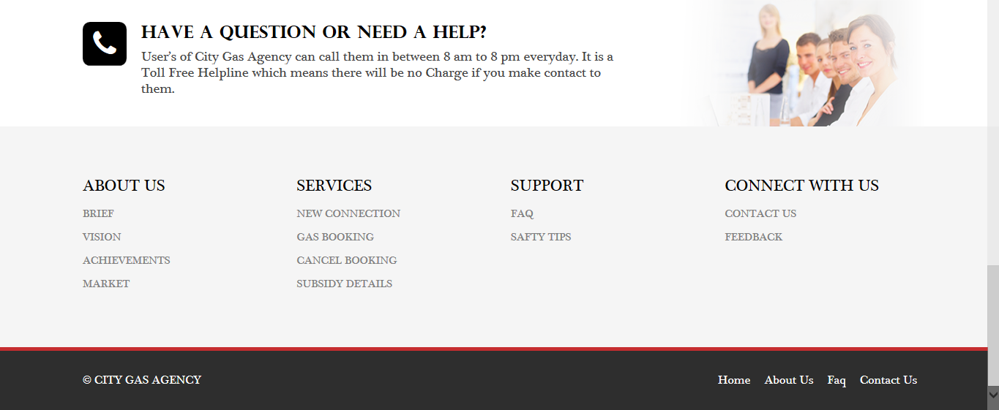 HAVE A QUESTION OR NEED A HELP?
User's of City Gas Agency can call them in between 8 am to 8 pm everyday. It is a
Toll Free Helpline which means there will be no Charge if you make contact to
them.
ABOUT US
BRIEF
VISION
ACHIEVEMENTS
MARKET
SERVICES
NEW CONNECTION
GAS BOOKING
CANCEL BOOKING
SUBSIDY DETAILS
SUPPORT
FAQ
SAFTY TIPS
CONNECT WITH US
CONTACT US
FEEDBACK
© CITY GAS AGENCY
Home About Us Faq Contact Us